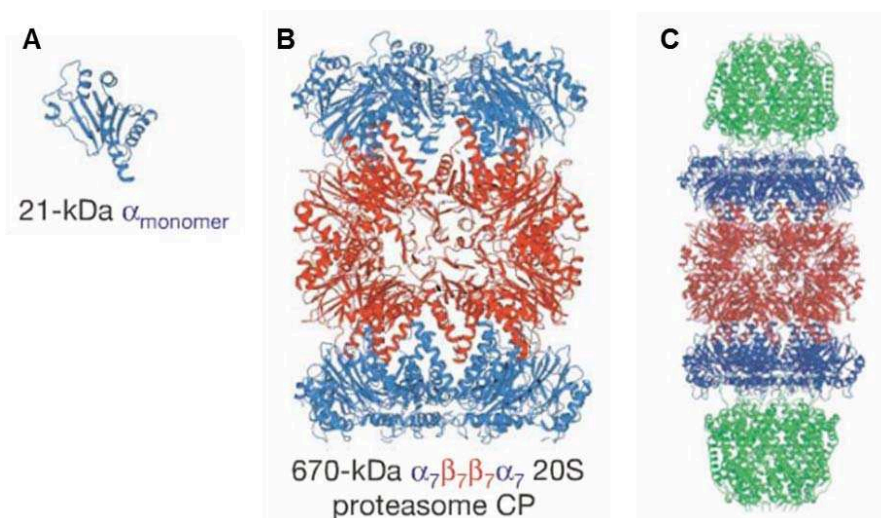 A
21-kDa αmonomer
B
670-kDa α7β7β7α7 20S
proteasome CP
C